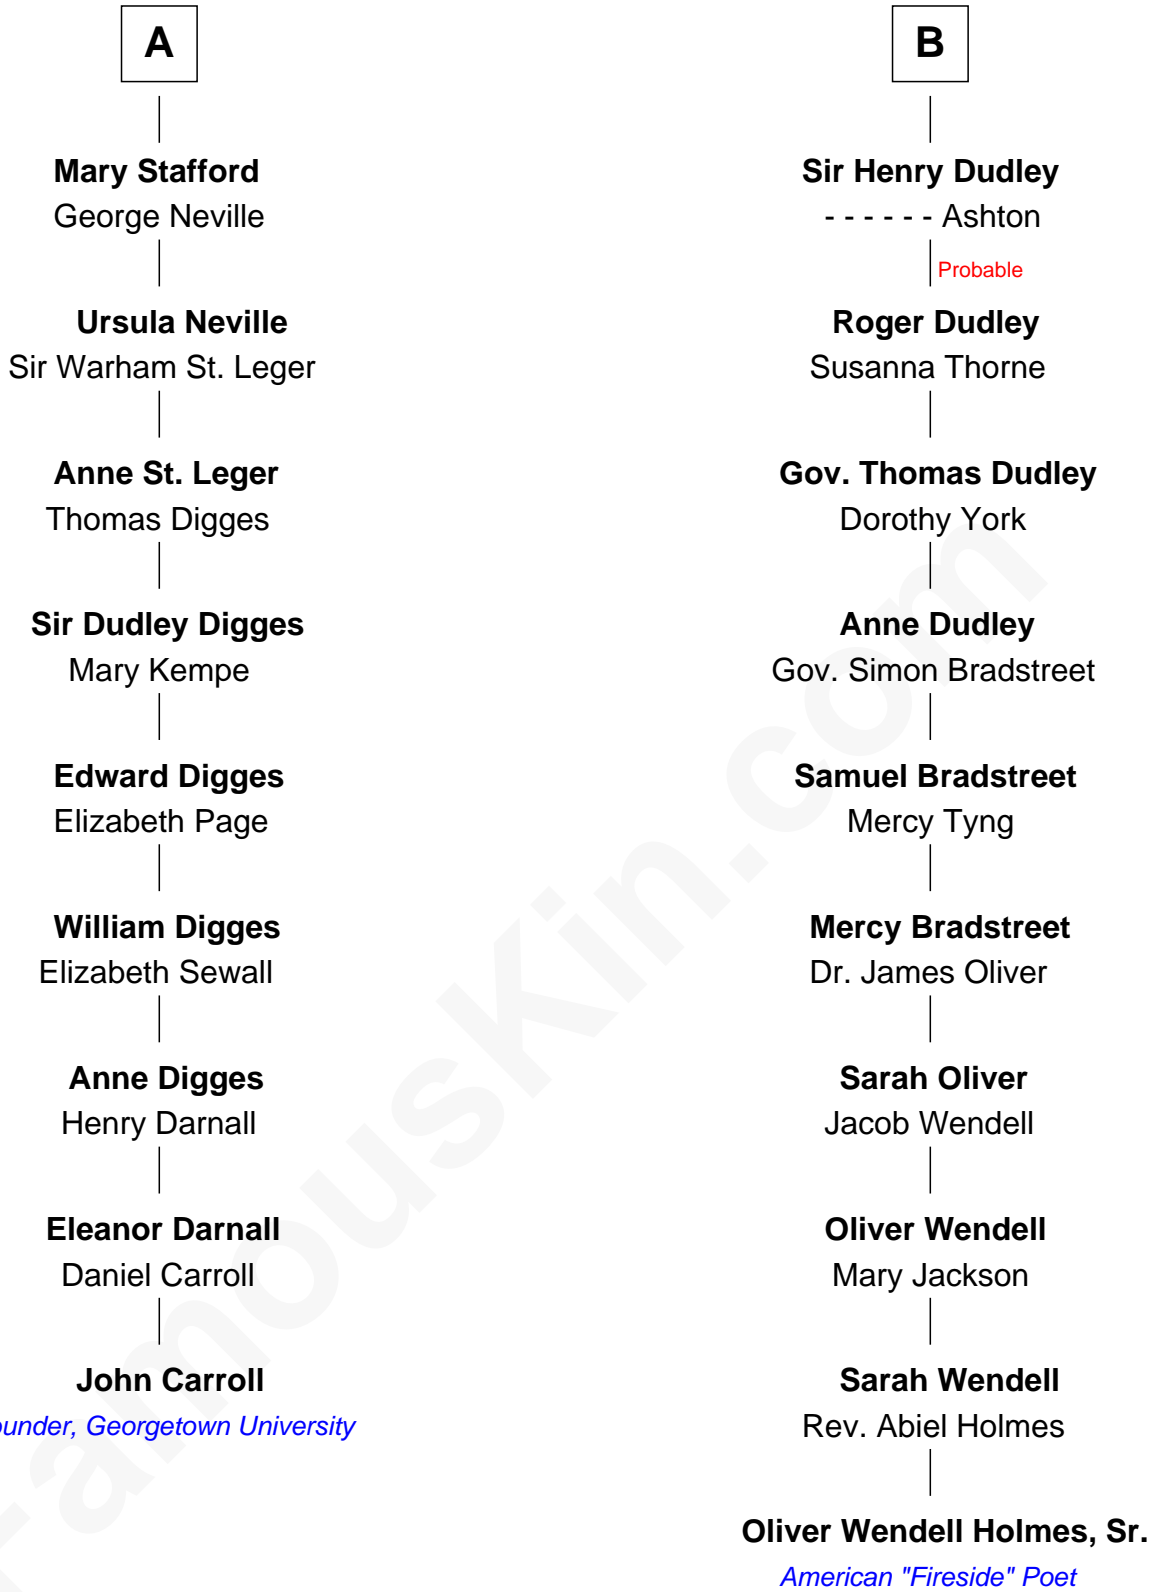 A
Mary Stafford
George Neville
Ursula Neville
Sir Warham St. Leger
Anne St. Leger
Thomas Digges
Sir Dudley Digges
Mary Kempe
Edward Digges
Elizabeth Page
William Digges
Elizabeth Sewall
Anne Digges
Henry Darnall
Eleanor Darnall
Daniel Carroll
John Carroll
ounder, Georgetown University
B
Sir Henry Dudley
- - - - - - Ashton
Probable
Roger Dudley
Susanna Thorne
Gov. Thomas Dudley
Dorothy York
Anne Dudley
Gov. Simon Bradstreet
Samuel Bradstreet
Mercy Tyng
Mercy Bradstreet
Dr. James Oliver
Sarah Oliver
Jacob Wendell
Oliver Wendell
Mary Jackson
Sarah Wendell
Rev. Abiel Holmes
Oliver Wendell Holmes, Sr.
American "Fireside" Poet
FamousKin.com